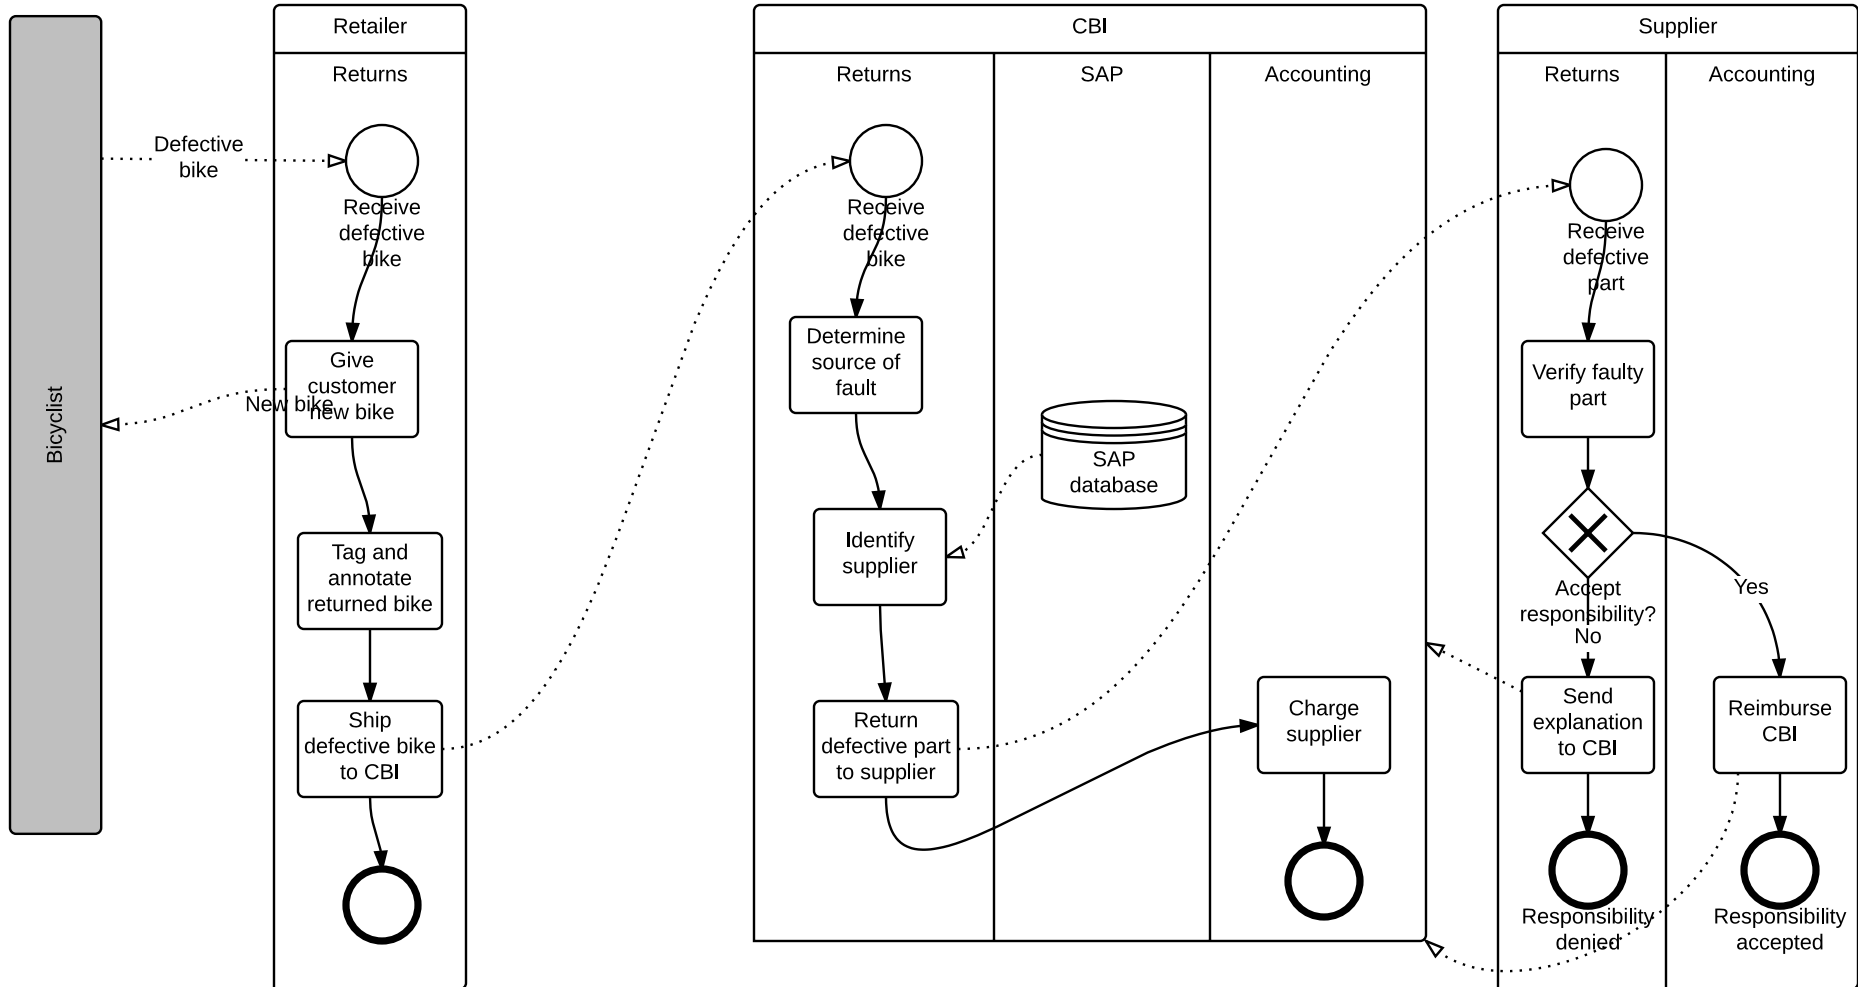 Retailer
Returns
Defective
bike
Receive
defective
bike
Give
customer
new bike
New bike
Bicyclist
Tag and
annotate
returned bike
Ship
defective bike
to CBI
CBI
Returns
SAP
Accounting
Receive
defective
bike
Determine
source of
fault
SAP
database
Identify
supplier
Return
defective part
to supplier
Charge
supplier
Supplier
Returns
Accounting
Receive
defective
part
Verify faulty
part
Accept
responsibility?
No
Yes
Send
explanation
to CBI
Reimburse
CBI
Responsibility
denied
Responsibility
accepted